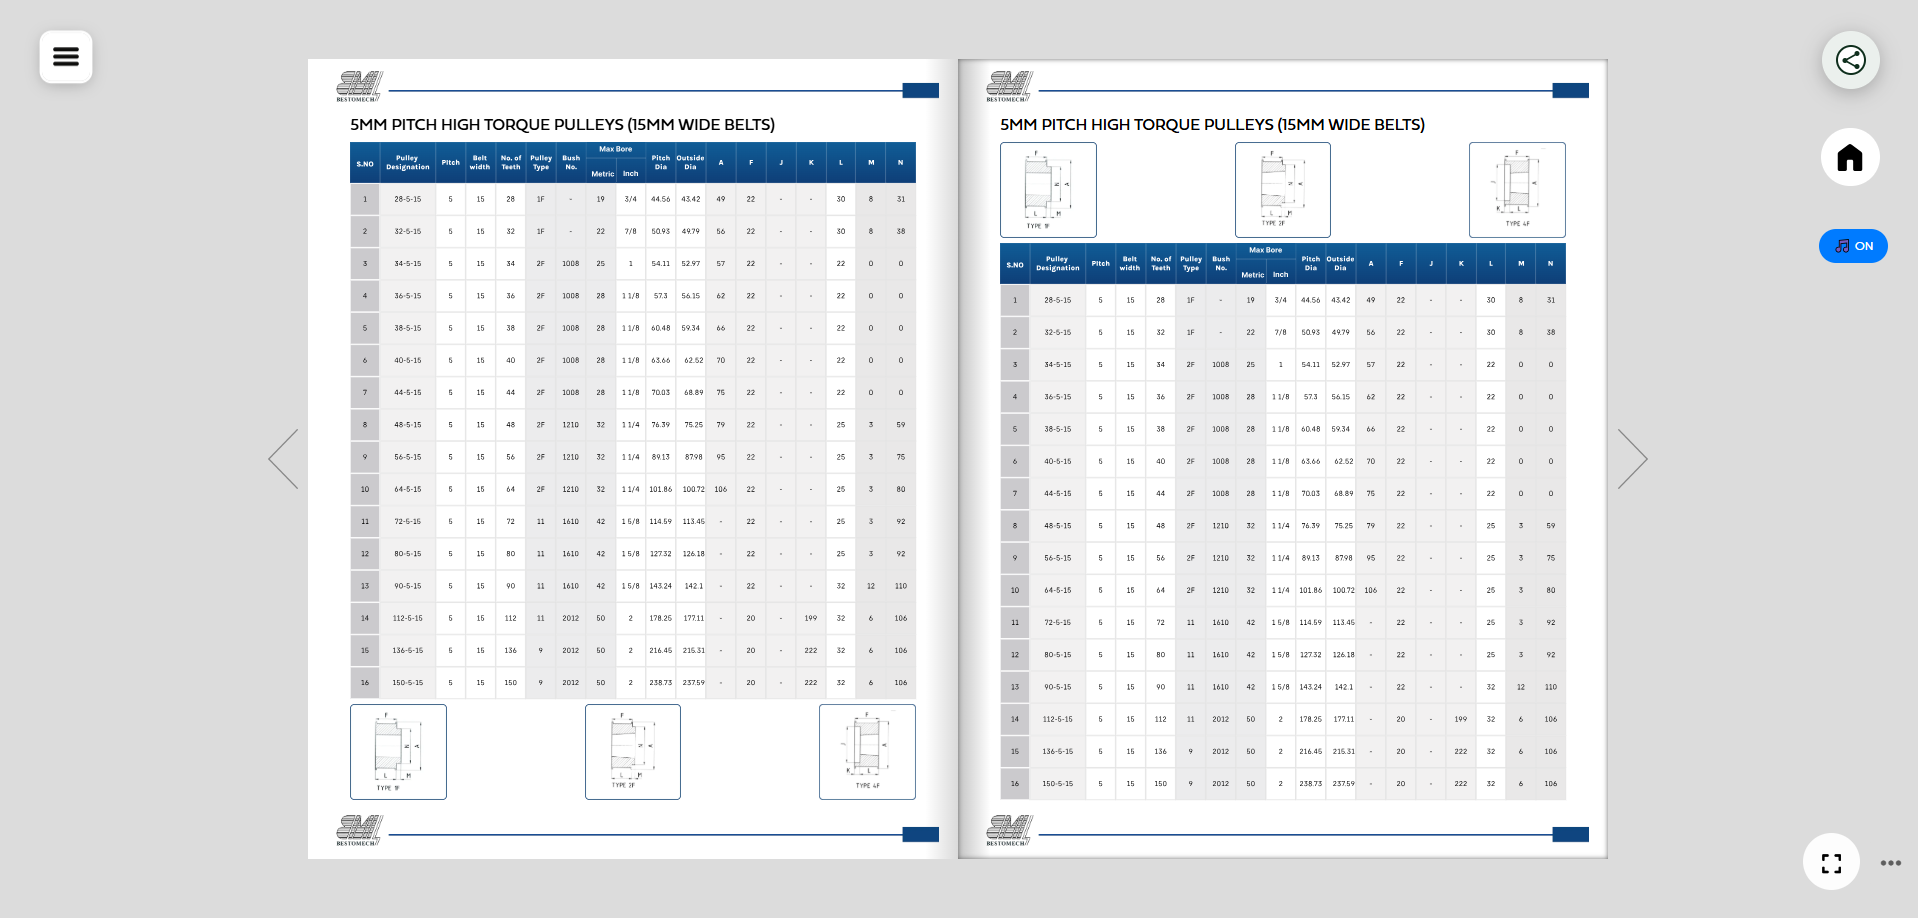 BESTOMECH
5MM PITCH HIGH TORQUE PULLEYS (15MM WIDE BELTS)
S.NO Pulley Designation Pitch Belt width No. of Teeth Pulley Type Bush No. Max Bore Metric Inch Pitch Dia Outside Dia A F J K L M N
1 28-5-15 5 15 28 1F - 19 3/4 44.56 43.42 49 22 - - 30 8 31
2 32-5-15 5 15 32 1F - 22 7/8 50.93 49.79 56 22 - - 30 8 38
3 34-5-15 5 15 34 2F 1008 25 1 54.11 52.97 57 22 - - 22 0 0
4 36-5-15 5 15 36 2F 1008 28 1 1/8 57.3 56.15 62 22 - - 22 0 0
5 38-5-15 5 15 38 2F 1008 28 1 1/8 60.48 59.34 66 22 - - 22 0 0
6 40-5-15 5 15 40 2F 1008 28 1 1/8 63.66 62.52 70 22 - - 22 0 0
7 44-5-15 5 15 44 2F 1008 28 1 1/8 70.03 68.89 75 22 - - 22 0 0
8 48-5-15 5 15 48 2F 1210 32 1 1/4 76.39 75.25 79 22 - - 25 3 59
9 56-5-15 5 15 56 2F 1210 32 1 1/4 89.13 87.98 95 22 - - 25 3 75
10 64-5-15 5 15 64 2F 1210 32 1 1/4 101.86 100.72 106 22 - - 25 3 80
11 72-5-15 5 15 72 11 1610 42 1 5/8 114.59 113.45 - 22 - - 25 3 92
12 80-5-15 5 15 80 11 1610 42 1 5/8 127.32 126.18 - 22 - - 25 3 92
13 90-5-15 5 15 90 11 1610 42 1 5/8 143.24 142.1 - 22 - - 32 12 110
14 112-5-15 5 15 112 11 2012 50 2 178.25 177.11 - 20 - 199 32 6 106
15 136-5-15 5 15 136 9 2012 50 2 216.45 215.31 - 20 - 222 32 6 106
16 150-5-15 5 15 150 9 2012 50 2 238.73 237.59 - 20 - 222 32 6 106
F N A L M TYPE 1F
F N A L M TYPE 2F
F J A K L TYPE 4F
BESTOMECH
BESTOMECH
5MM PITCH HIGH TORQUE PULLEYS (15MM WIDE BELTS)
F N A L M TYPE 1F
F N A L M TYPE 2F
F J A K L TYPE 4F
S.NO Pulley Designation Pitch Belt width No. of Teeth Pulley Type Bush No. Max Bore Metric Inch Pitch Dia Outside Dia A F J K L M N
1 28-5-15 5 15 28 1F - 19 3/4 44.56 43.42 49 22 - - 30 8 31
2 32-5-15 5 15 32 1F - 22 7/8 50.93 49.79 56 22 - - 30 8 38
3 34-5-15 5 15 34 2F 1008 25 1 54.11 52.97 57 22 - - 22 0 0
4 36-5-15 5 15 36 2F 1008 28 1 1/8 57.3 56.15 62 22 - - 22 0 0
5 38-5-15 5 15 38 2F 1008 28 1 1/8 60.48 59.34 66 22 - - 22 0 0
6 40-5-15 5 15 40 2F 1008 28 1 1/8 63.66 62.52 70 22 - - 22 0 0
7 44-5-15 5 15 44 2F 1008 28 1 1/8 70.03 68.89 75 22 - - 22 0 0
8 48-5-15 5 15 48 2F 1210 32 1 1/4 76.39 75.25 79 22 - - 25 3 59
9 56-5-15 5 15 56 2F 1210 32 1 1/4 89.13 87.98 95 22 - - 25 3 75
10 64-5-15 5 15 64 2F 1210 32 1 1/4 101.86 100.72 106 22 - - 25 3 80
11 72-5-15 5 15 72 11 1610 42 1 5/8 114.59 113.45 - 22 - - 25 3 92
12 80-5-15 5 15 80 11 1610 42 1 5/8 127.32 126.18 - 22 - - 25 3 92
13 90-5-15 5 15 90 11 1610 42 1 5/8 143.24 142.1 - 22 - - 32 12 110
14 112-5-15 5 15 112 11 2012 50 2 178.25 177.11 - 20 - 199 32 6 106
15 136-5-15 5 15 136 9 2012 50 2 216.45 215.31 - 20 - 222 32 6 106
16 150-5-15 5 15 150 9 2012 50 2 238.73 237.59 - 20 - 222 32 6 106
BESTOMECH
ON